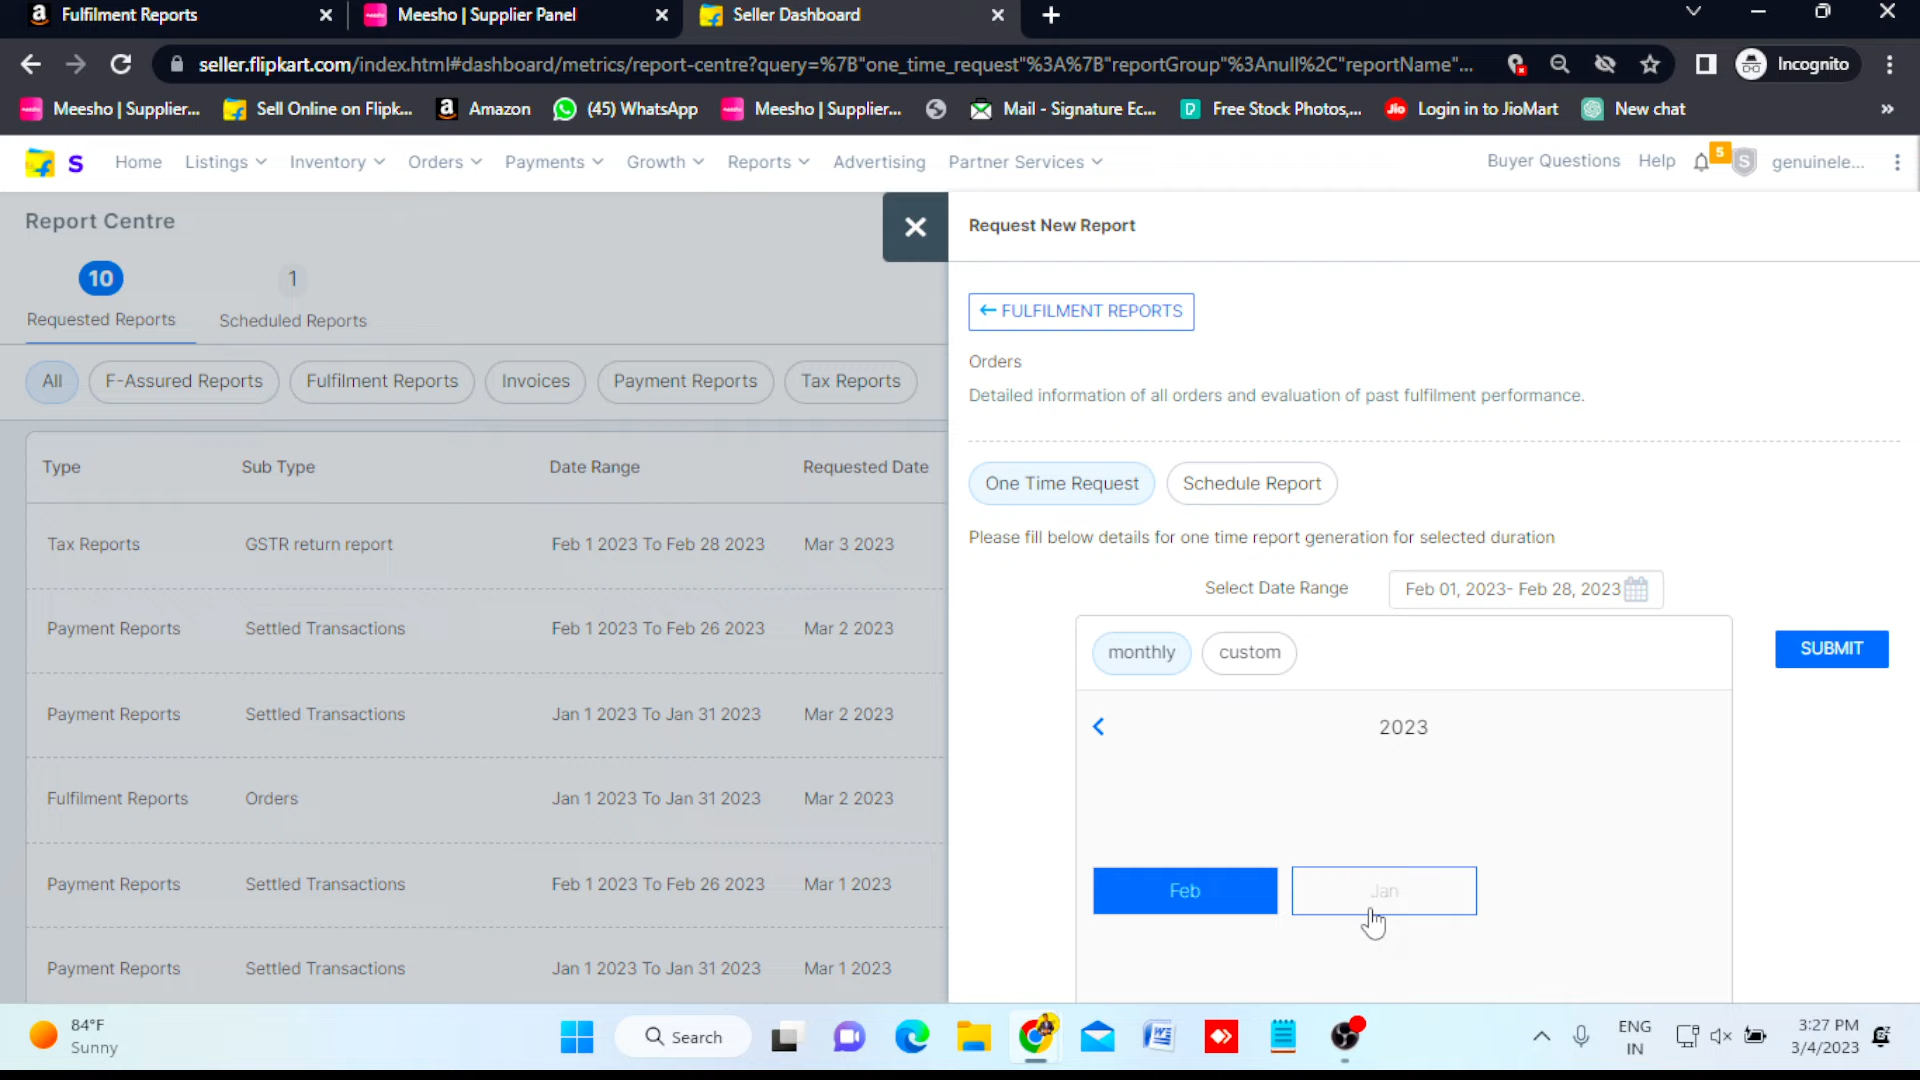 Fulfilment Reports
Meesho | Supplier Panel
Seller Dashboard
seller.flipkart.com/index.html#dashboard/metrics/report-centre?query=%7B"one_time_request"%3A%7B"reportGroup"%3Anull%2C"reportName"...
Incognito
Meesho | Supplier...
Sell Online on Flipk...
Amazon
(45) WhatsApp
Meesho | Supplier...
Mail - Signature Ec...
Free Stock Photos,...
Login in to JioMart
New chat
Home
Listings
Inventory
Orders
Payments
Growth
Reports
Advertising
Partner Services
Buyer Questions
Help
5
S
genuinele...
Report Centre
10
1
Requested Reports
Scheduled Reports
All
F-Assured Reports
Fulfilment Reports
Invoices
Payment Reports
Tax Reports
Type Sub Type Date Range Requested Date
Tax Reports GSTR return report Feb 1 2023 To Feb 28 2023 Mar 3 2023
Payment Reports Settled Transactions Feb 1 2023 To Feb 26 2023 Mar 2 2023
Payment Reports Settled Transactions Jan 1 2023 To Jan 31 2023 Mar 2 2023
Fulfilment Reports Orders Jan 1 2023 To Jan 31 2023 Mar 2 2023
Payment Reports Settled Transactions Feb 1 2023 To Feb 26 2023 Mar 1 2023
Payment Reports Settled Transactions Jan 1 2023 To Jan 31 2023 Mar 1 2023
Request New Report
← FULFILMENT REPORTS
Orders
Detailed information of all orders and evaluation of past fulfilment performance.
One Time Request
Schedule Report
Please fill below details for one time report generation for selected duration
Select Date Range
Feb 01, 2023- Feb 28, 2023
monthly
custom
SUBMIT
2023
Feb
Jan
84°F
Sunny
Search
ENG
IN
3:27 PM
3/4/2023